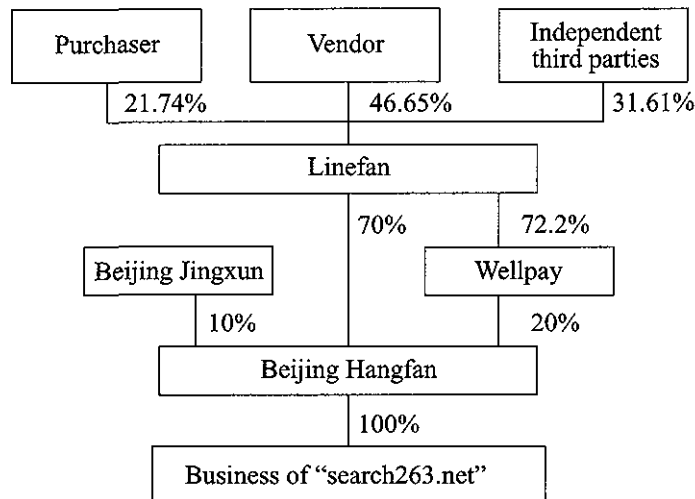 Purchaser
Vendor
Independent
third parties
21.74%
46.65%
31.61%
Linefan
70%
72.2%
Beijing Jingxun
Wellpay
10%
20%
Beijing Hangfan
100%
Business of “search263.net”